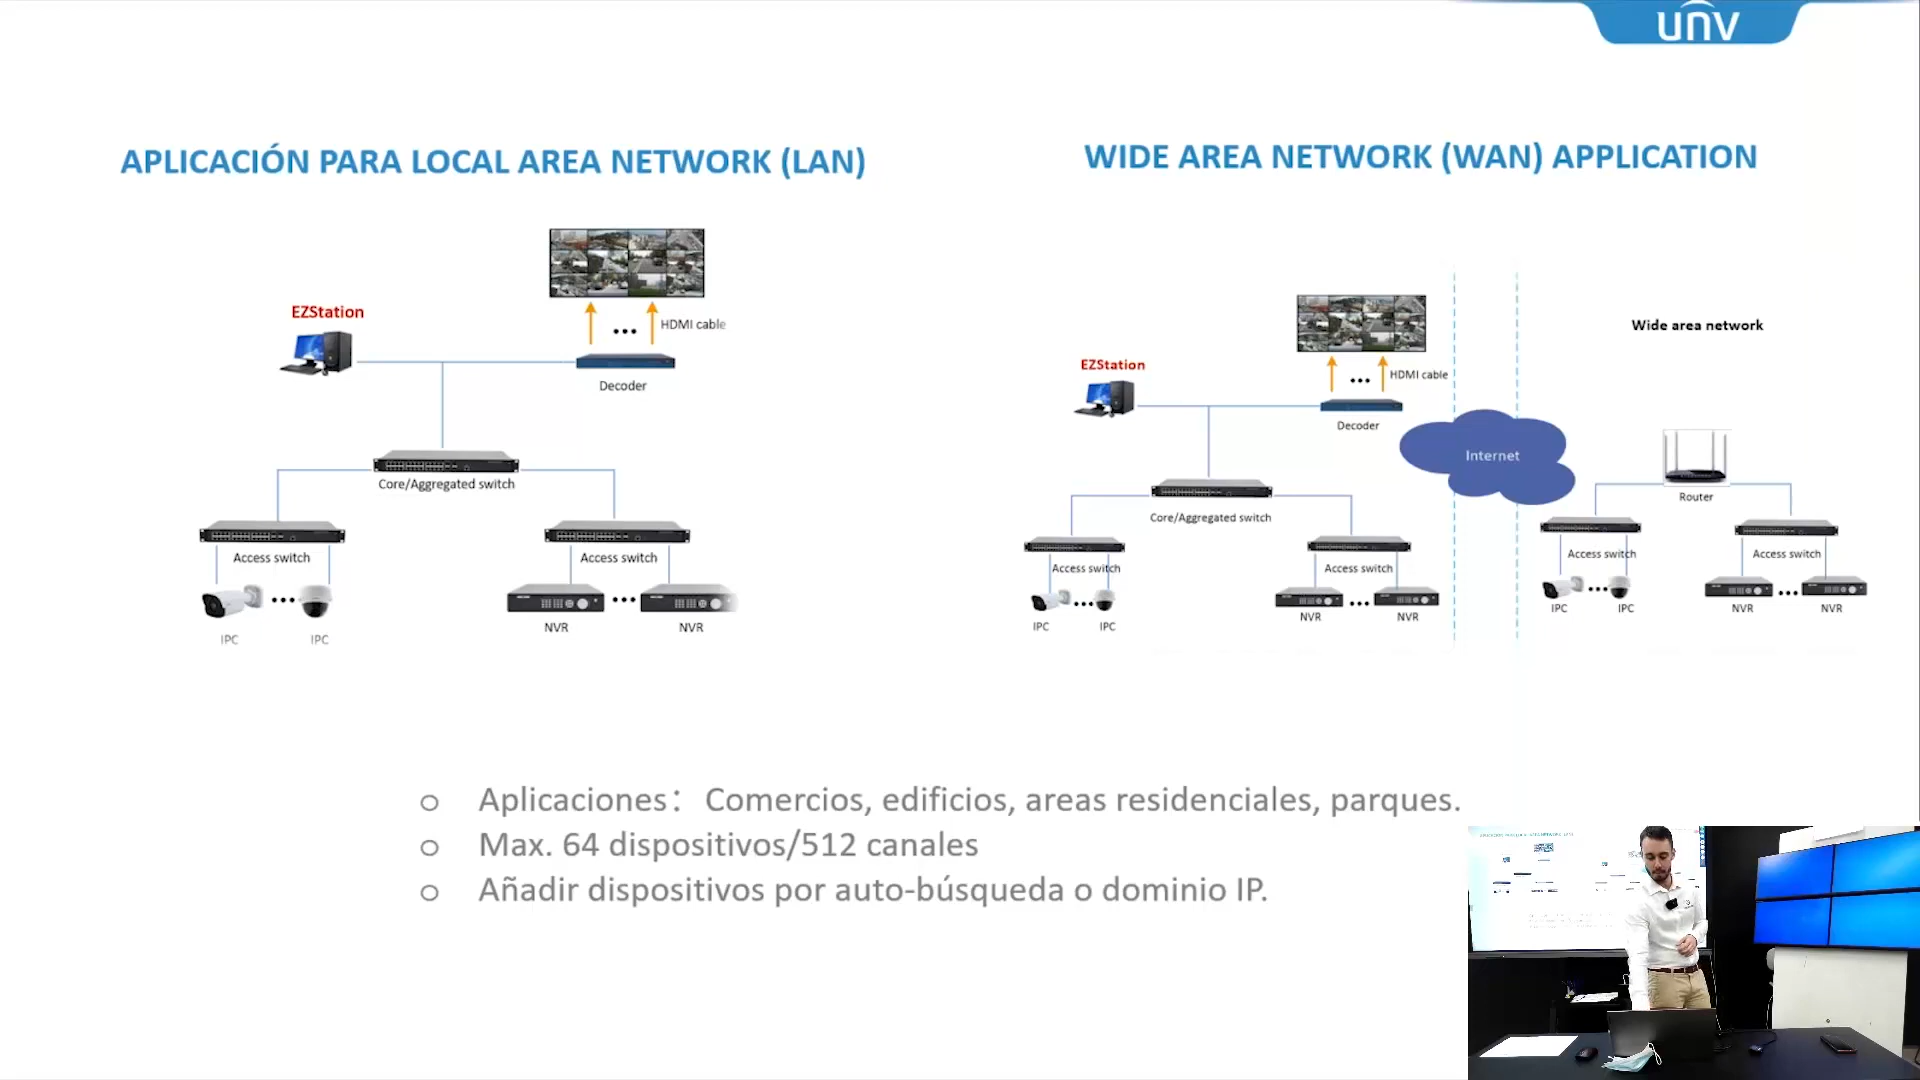 unv
APLICACIÓN PARA LOCAL AREA NETWORK (LAN)
EZStation
HDMI cable
Decoder
Core/Aggregated switch
Access switch
Access switch
IPC
IPC
NVR
NVR
WIDE AREA NETWORK (WAN) APPLICATION
Wide area network
EZStation
HDMI cable
Decoder
Internet
Router
Core/Aggregated switch
Access switch
Access switch
Access switch
Access switch
IPC
IPC
NVR
NVR
IPC
IPC
NVR
NVR
o Aplicaciones： Comercios, edificios, areas residenciales, parques.
o Max. 64 dispositivos/512 canales
o Añadir dispositivos por auto-búsqueda o dominio IP.